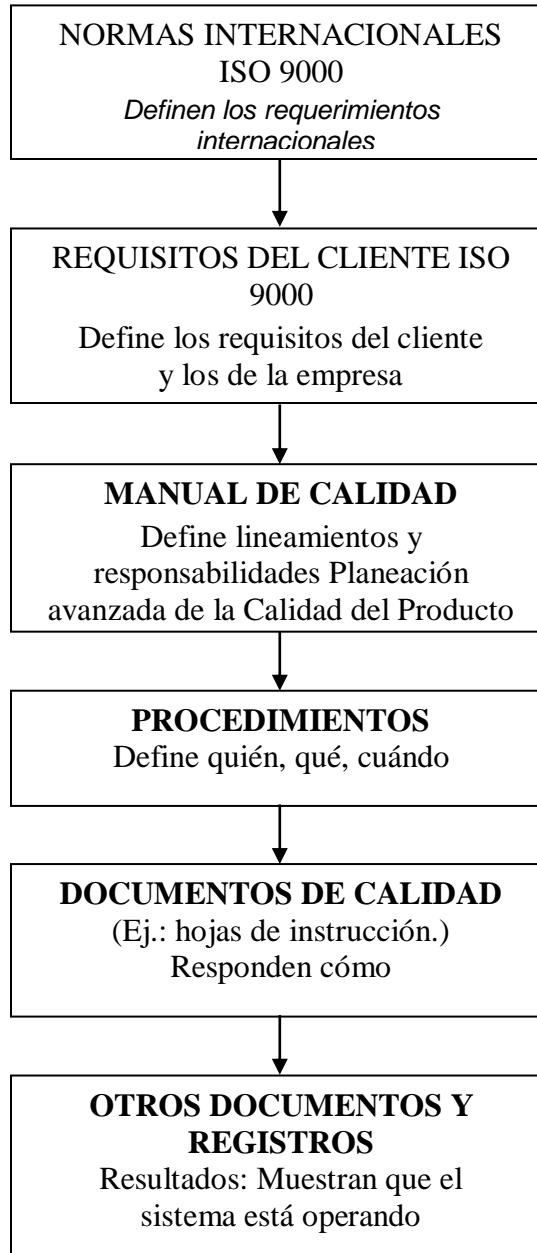 NORMAS INTERNACIONALES
ISO 9000
Definen los requerimientos
internacionales
REQUISITOS DEL CLIENTE ISO
9000
Define los requisitos del cliente
y los de la empresa
MANUAL DE CALIDAD
Define lineamientos y
responsabilidades Planeación
avanzada de la Calidad del Producto
PROCEDIMIENTOS
Define quién, qué, cuándo
DOCUMENTOS DE CALIDAD
(Ej.: hojas de instrucción.)
Responden cómo
OTROS DOCUMENTOS Y
REGISTROS
Resultados: Muestran que el
sistema está operando